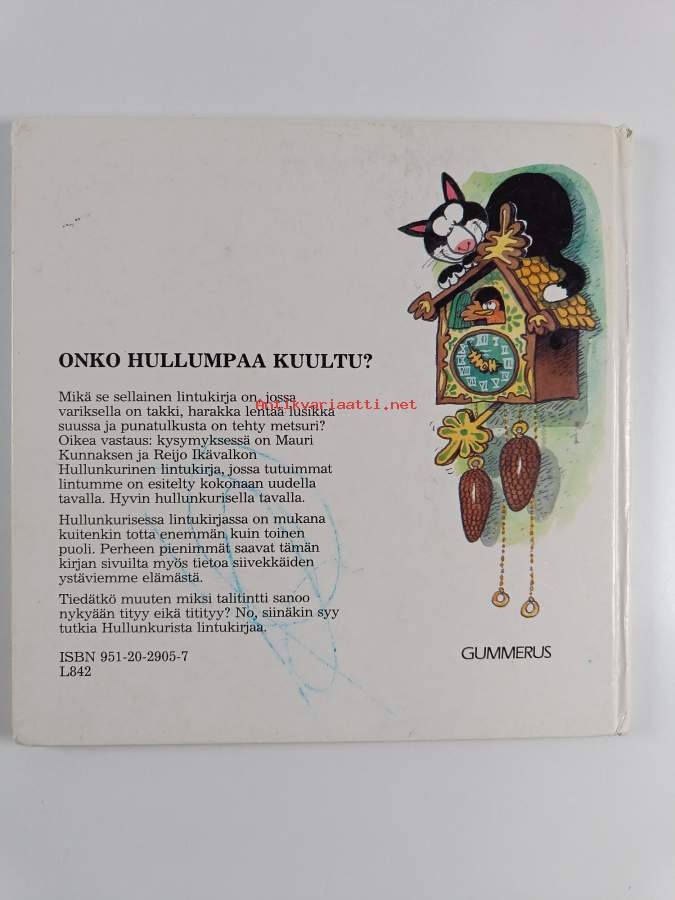 ONKO HULLUMPAA KUULTU?
Mikä se sellainen lintukirja on, jossa
variksella on takki, harakka lentää lusikka
suussa ja punatulkusta on tehty metsuri?
Oikea vastaus: kysymyksessä on Mauri
Kunnaksen ja Reijo Ikävalkon
Hullunkurinen lintukirja, jossa tutuimmat
lintumme on esitelty kokonaan uudella
tavalla. Hyvin hullunkurisella tavalla.
Hullunkurisessa lintukirjassa on mukana
kuitenkin totta enemmän kuin toinen
puoli. Perheen pienimmät saavat tämän
kirjan sivuilta myös tietoa siivekkäiden
ystäviemme elämästä.
Tiedätkö muuten miksi talitintti sanoo
nykyään tityy eikä titityy? No, siinäkin syy
tutkia Hullunkurista lintukirjaa.
ISBN 951-20-2905-7
L842
GUMMERUS
Antikvariaatti.net